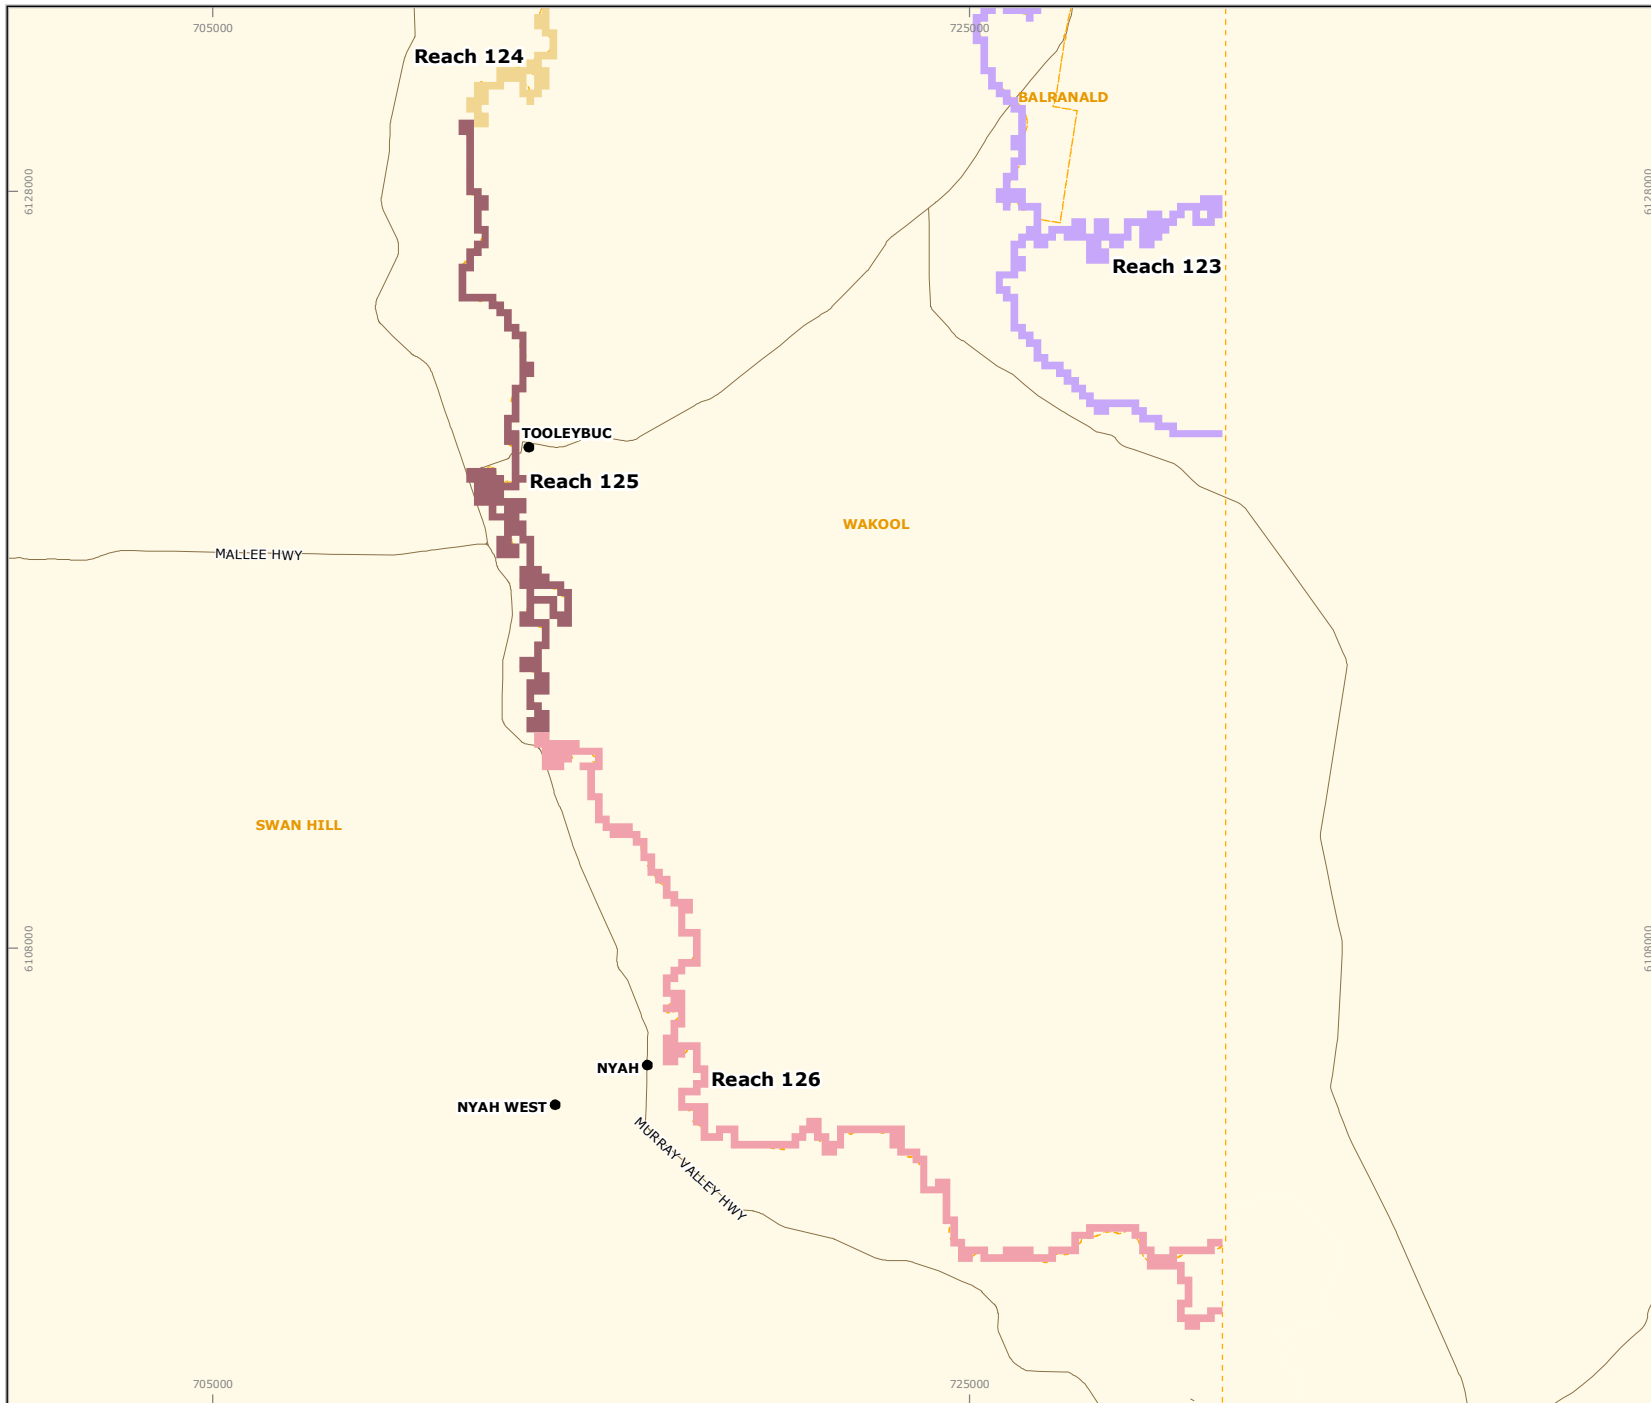 705000
725000
Reach 124
BALRANALD
6128000
6128000
Reach 123
TOOLEYBUC
Reach 125
WAKOOL
MALLEE HWY
SWAN HILL
6108000
6108000
NYAH
Reach 126
NYAH WEST
MURRAY VALLEY HWY
705000
725000